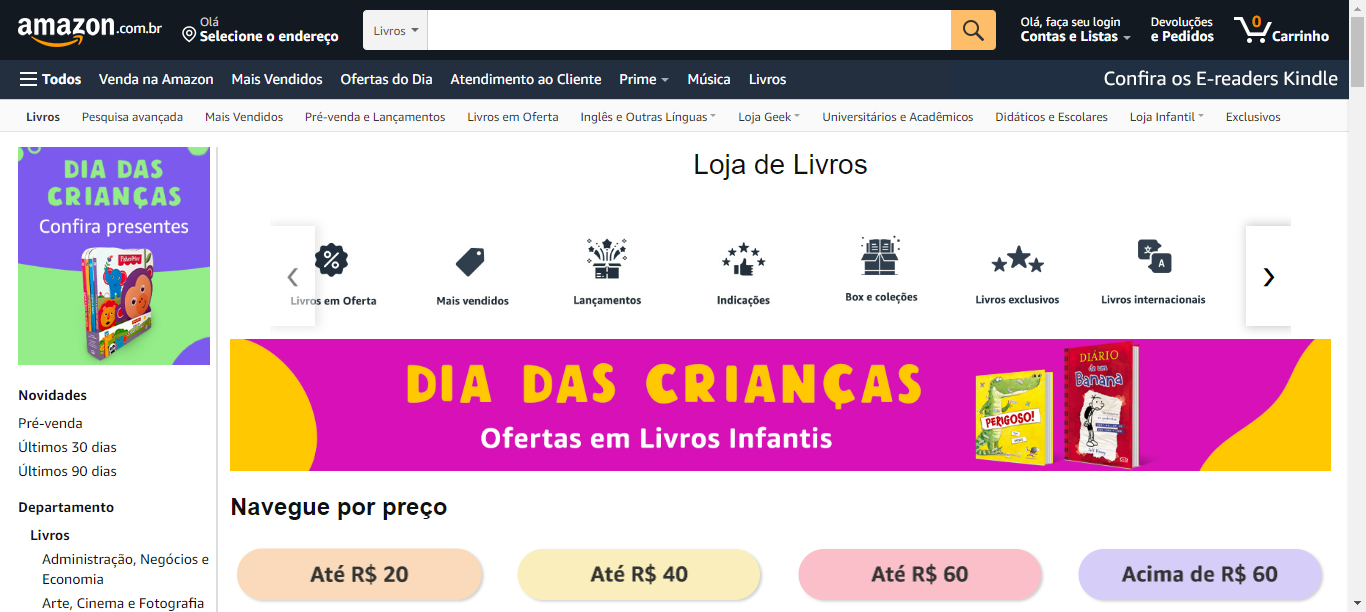 amazon.com.br
Olá
Selecione o endereço
Livros
Olá, faça seu login
Contas e Listas
Devoluções
e Pedidos
0
Carrinho
Todos
Venda na Amazon
Mais Vendidos
Ofertas do Dia
Atendimento ao Cliente
Prime
Música
Livros
Confira os E-readers Kindle
Livros
Pesquisa avançada
Mais Vendidos
Pré-venda e Lançamentos
Livros em Oferta
Inglês e Outras Línguas
Loja Geek
Universitários e Acadêmicos
Didáticos e Escolares
Loja Infantil
Exclusivos
DIA DAS
CRIANÇAS
Confira presentes
Fisher-Price
Novidades
Pré-venda
Últimos 30 dias
Últimos 90 dias
Departamento
Livros
Administração, Negócios e
Economia
Arte, Cinema e Fotografia
Loja de Livros
%
Livros em Oferta
Mais vendidos
Lançamentos
Indicações
Box e coleções
Livros exclusivos
A
Livros internacionais
DIA DAS CRIANÇAS
Ofertas em Livros Infantis
PERIGOSO!
DIÁRIO
de um
Banana
Navegue por preço
Até R$ 20
Até R$ 40
Até R$ 60
Acima de R$ 60